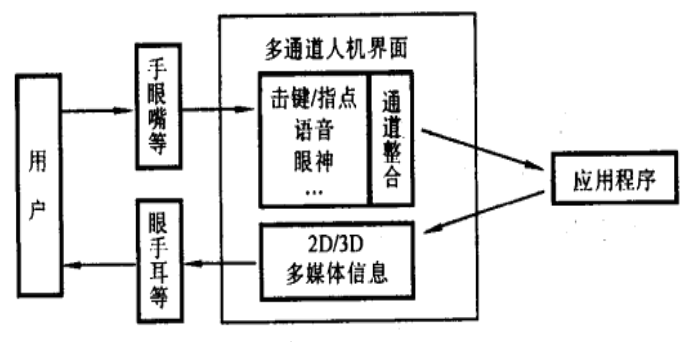 多通道人机界面
用户
手眼嘴等
击键/指点
语音
眼神
...
通道整合
应用程序
眼手耳等
2D/3D
多媒体信息